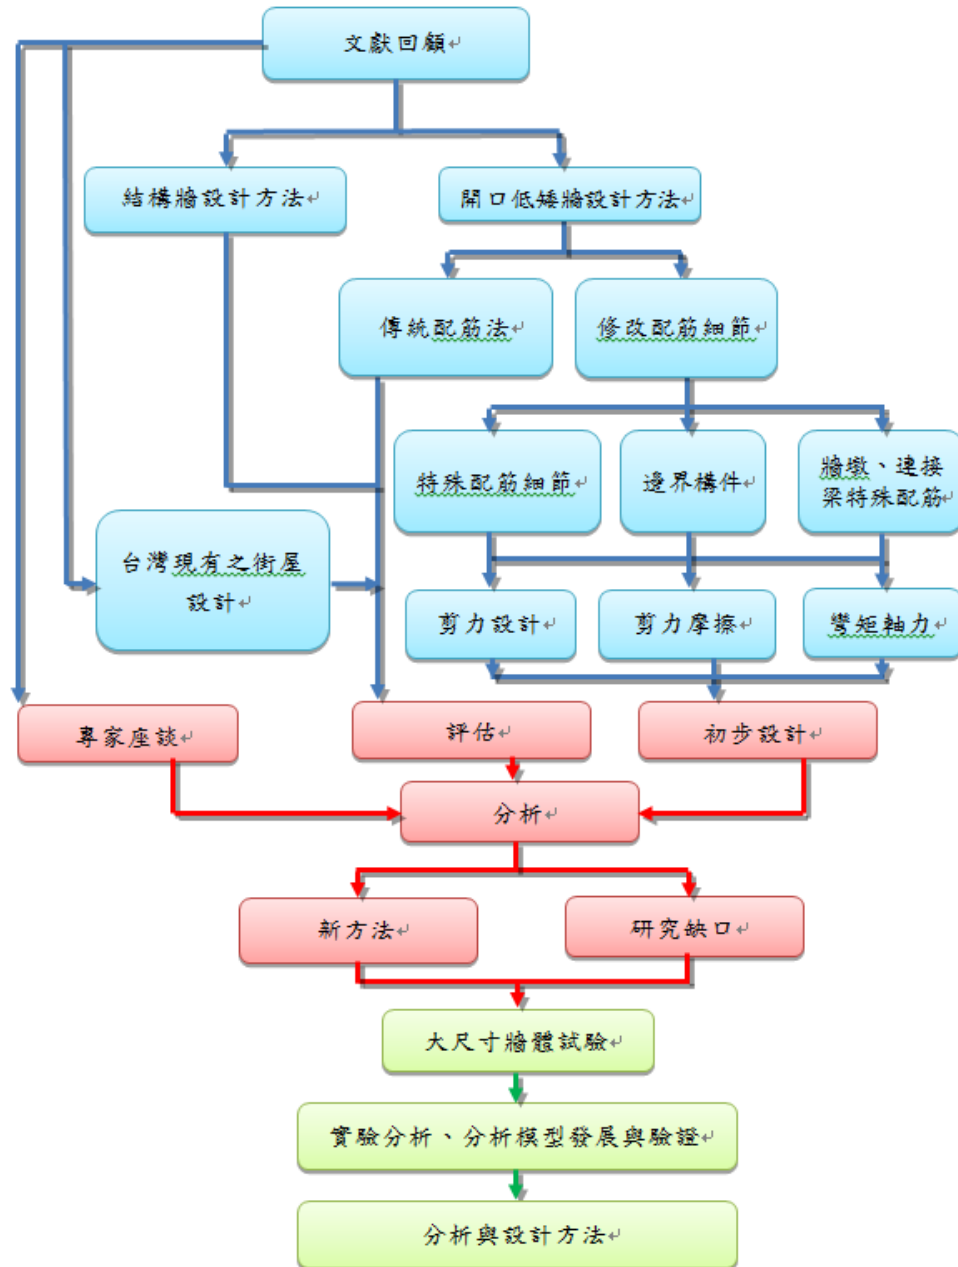 文獻回顧
結構牆設計方法
開口低矮牆設計方法
傳統配筋法
修改配筋細節
特殊配筋細節
邊界構件
牆墩、連接
梁特殊配筋
台灣現有之街屋
設計
剪力設計
剪力摩擦
彎矩軸力
專家座談
評估
初步設計
分析
新方法
研究缺口
大尺寸牆體試驗
實驗分析、分析模型發展與驗證
分析與設計方法